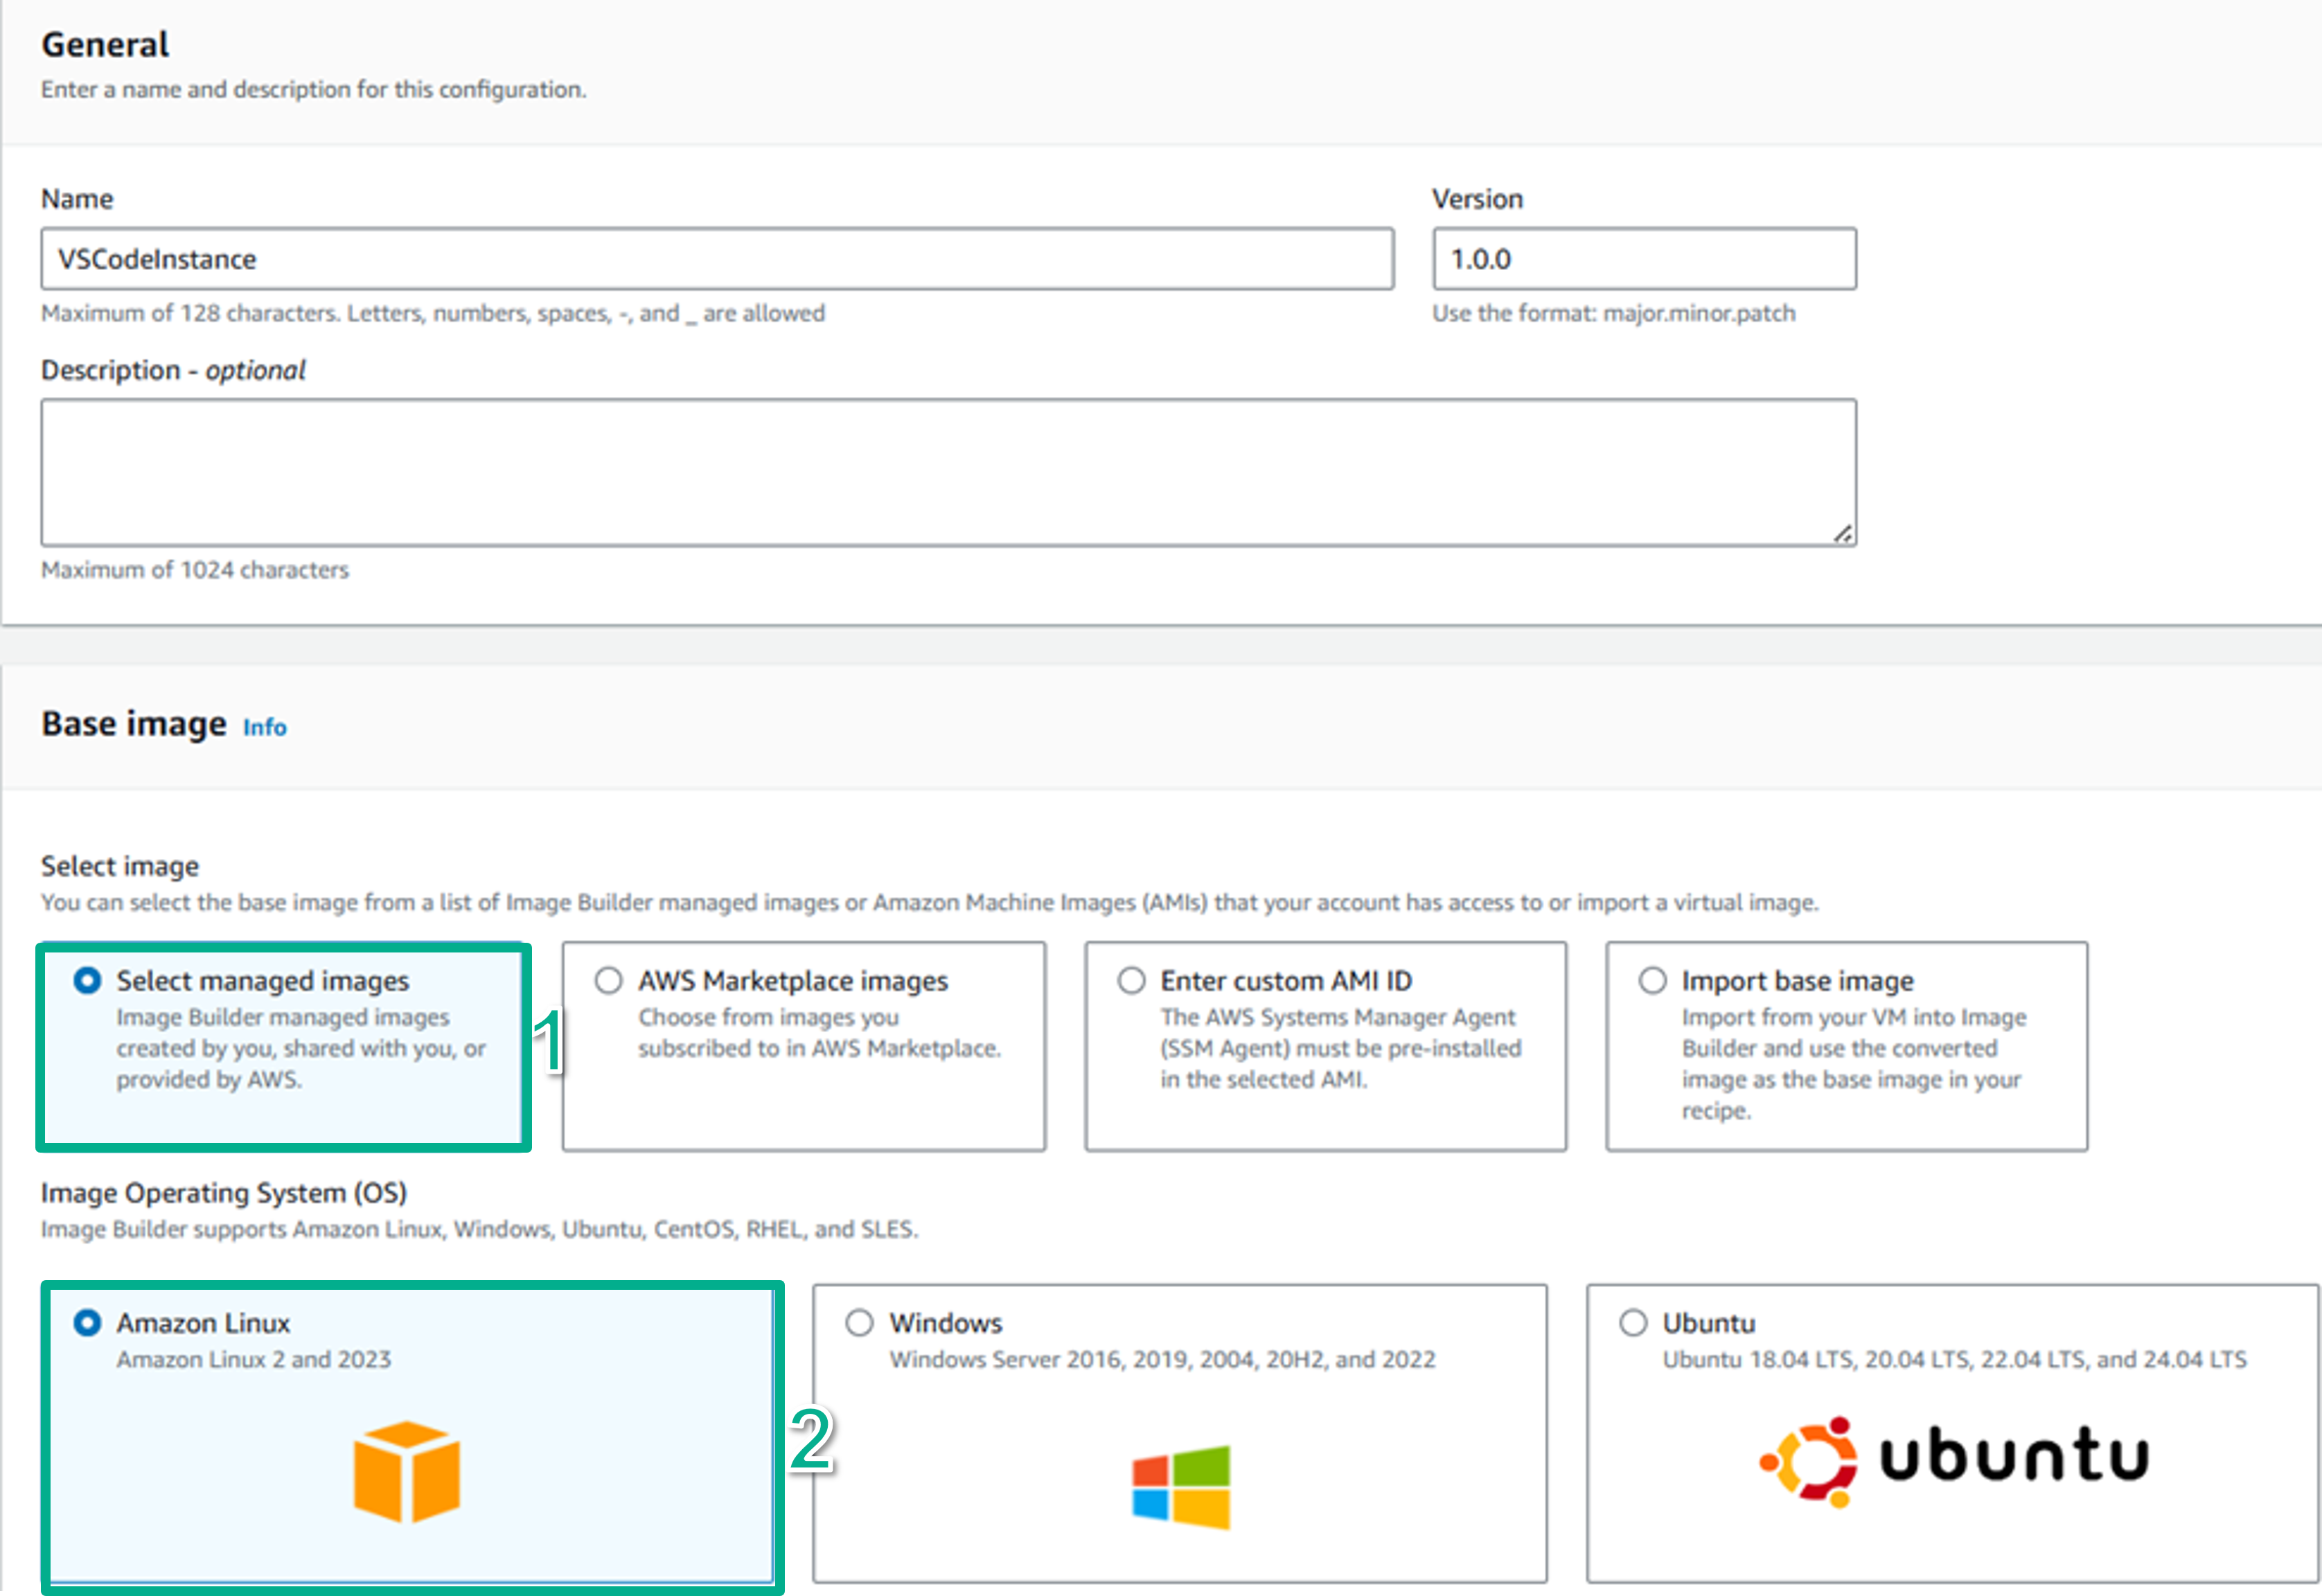 General
Enter a name and description for this configuration.
Name
Version
VSCodeInstance
1.0.0
Maximum of 128 characters. Letters, numbers, spaces, -, and _ are allowed
Use the format: major.minor.patch
Description - optional
Maximum of 1024 characters
Base image Info
Select image
You can select the base image from a list of Image Builder managed images or Amazon Machine Images (AMIs) that your account has access to or import a virtual image.
Select managed images
Image Builder managed images
created by you, shared with you, or
provided by AWS.
1
AWS Marketplace images
Choose from images you
subscribed to in AWS Marketplace.
Enter custom AMI ID
The AWS Systems Manager Agent
(SSM Agent) must be pre-installed
in the selected AMI.
Import base image
Import from your VM into Image
Builder and use the converted
image as the base image in your
recipe.
Image Operating System (OS)
Image Builder supports Amazon Linux, Windows, Ubuntu, CentOS, RHEL, and SLES.
Amazon Linux
Amazon Linux 2 and 2023
2
Windows
Windows Server 2016, 2019, 2004, 20H2, and 2022
Ubuntu
Ubuntu 18.04 LTS, 20.04 LTS, 22.04 LTS, and 24.04 LTS
ubuntu